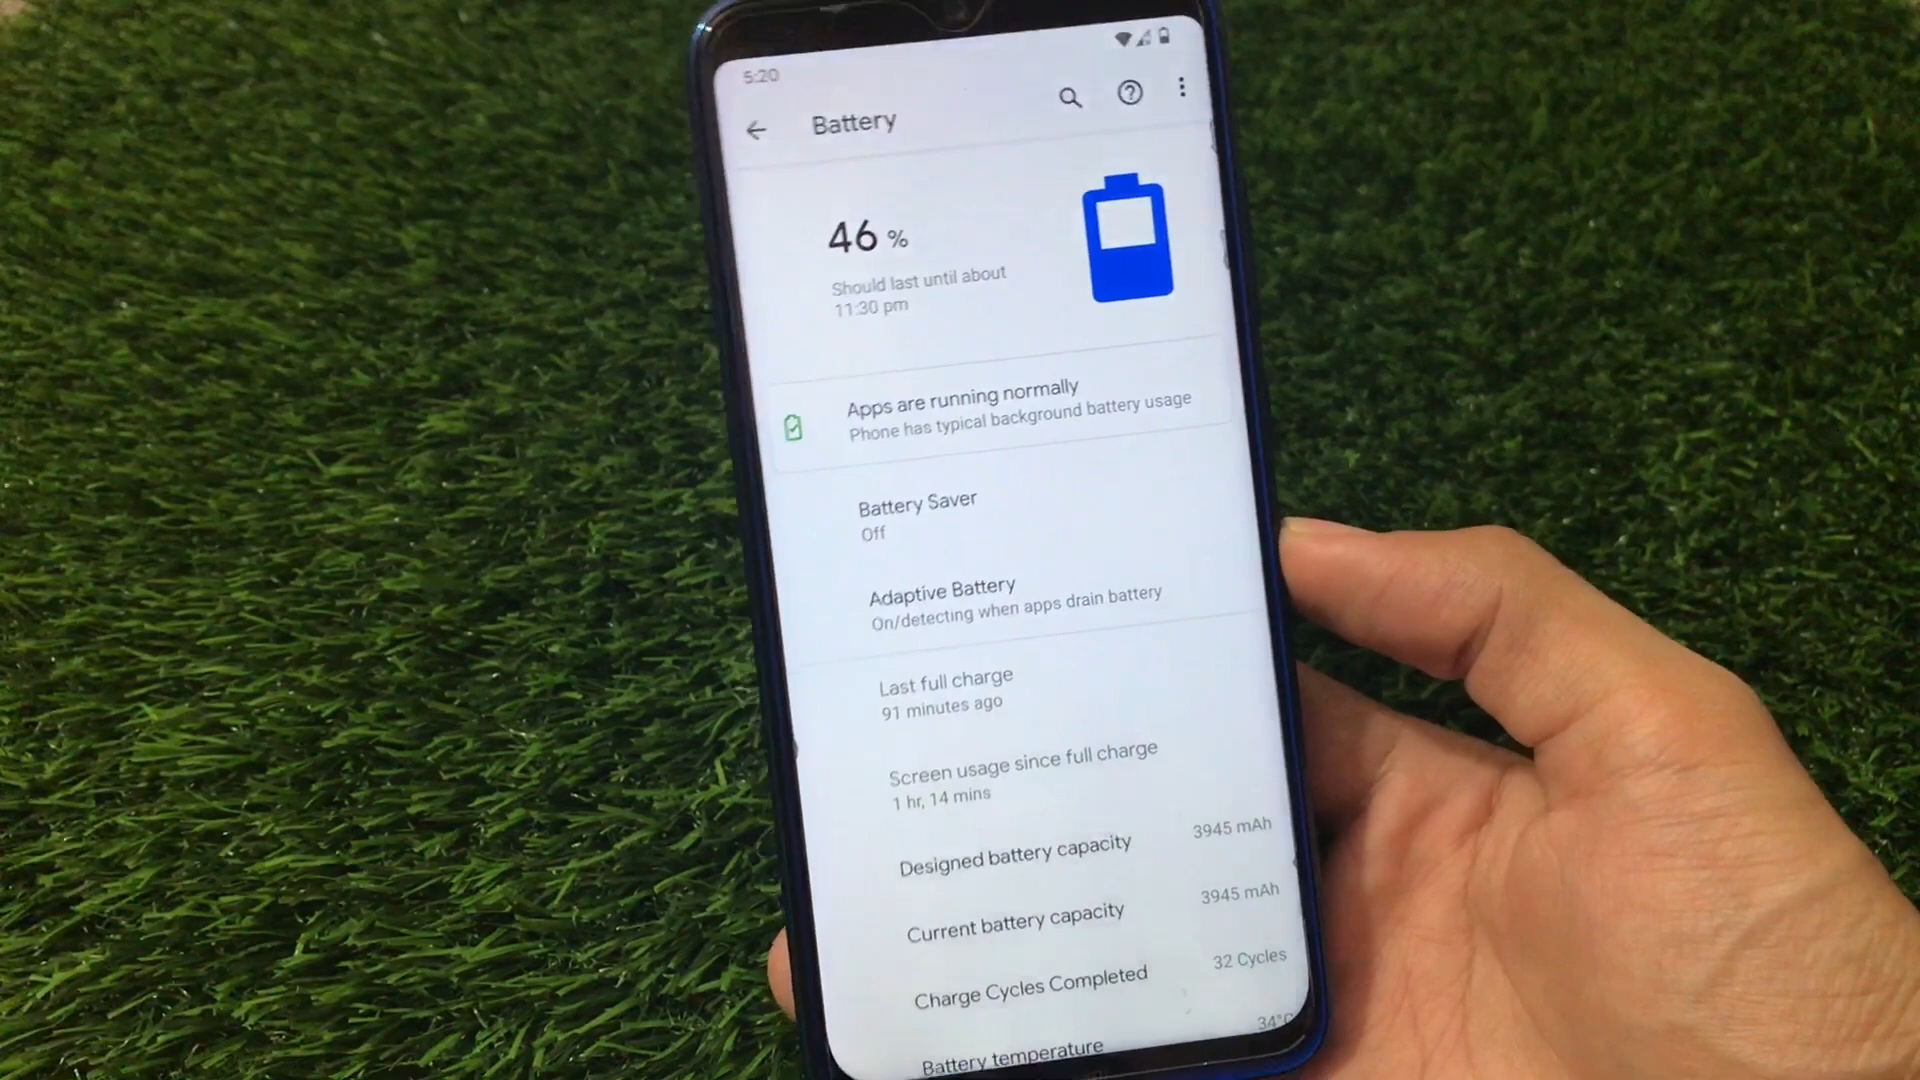 5:20
Battery
46 %
Should last until about
11:30 pm
Apps are running normally
Phone has typical background battery usage
Battery Saver
Off
Adaptive Battery
On/detecting when apps drain battery
Last full charge
91 minutes ago
Screen usage since full charge
1 hr, 14 mins
Designed battery capacity 3945 mAh
Current battery capacity 3945 mAh
Charge Cycles Completed 32 Cycles
Battery temperature 34°C